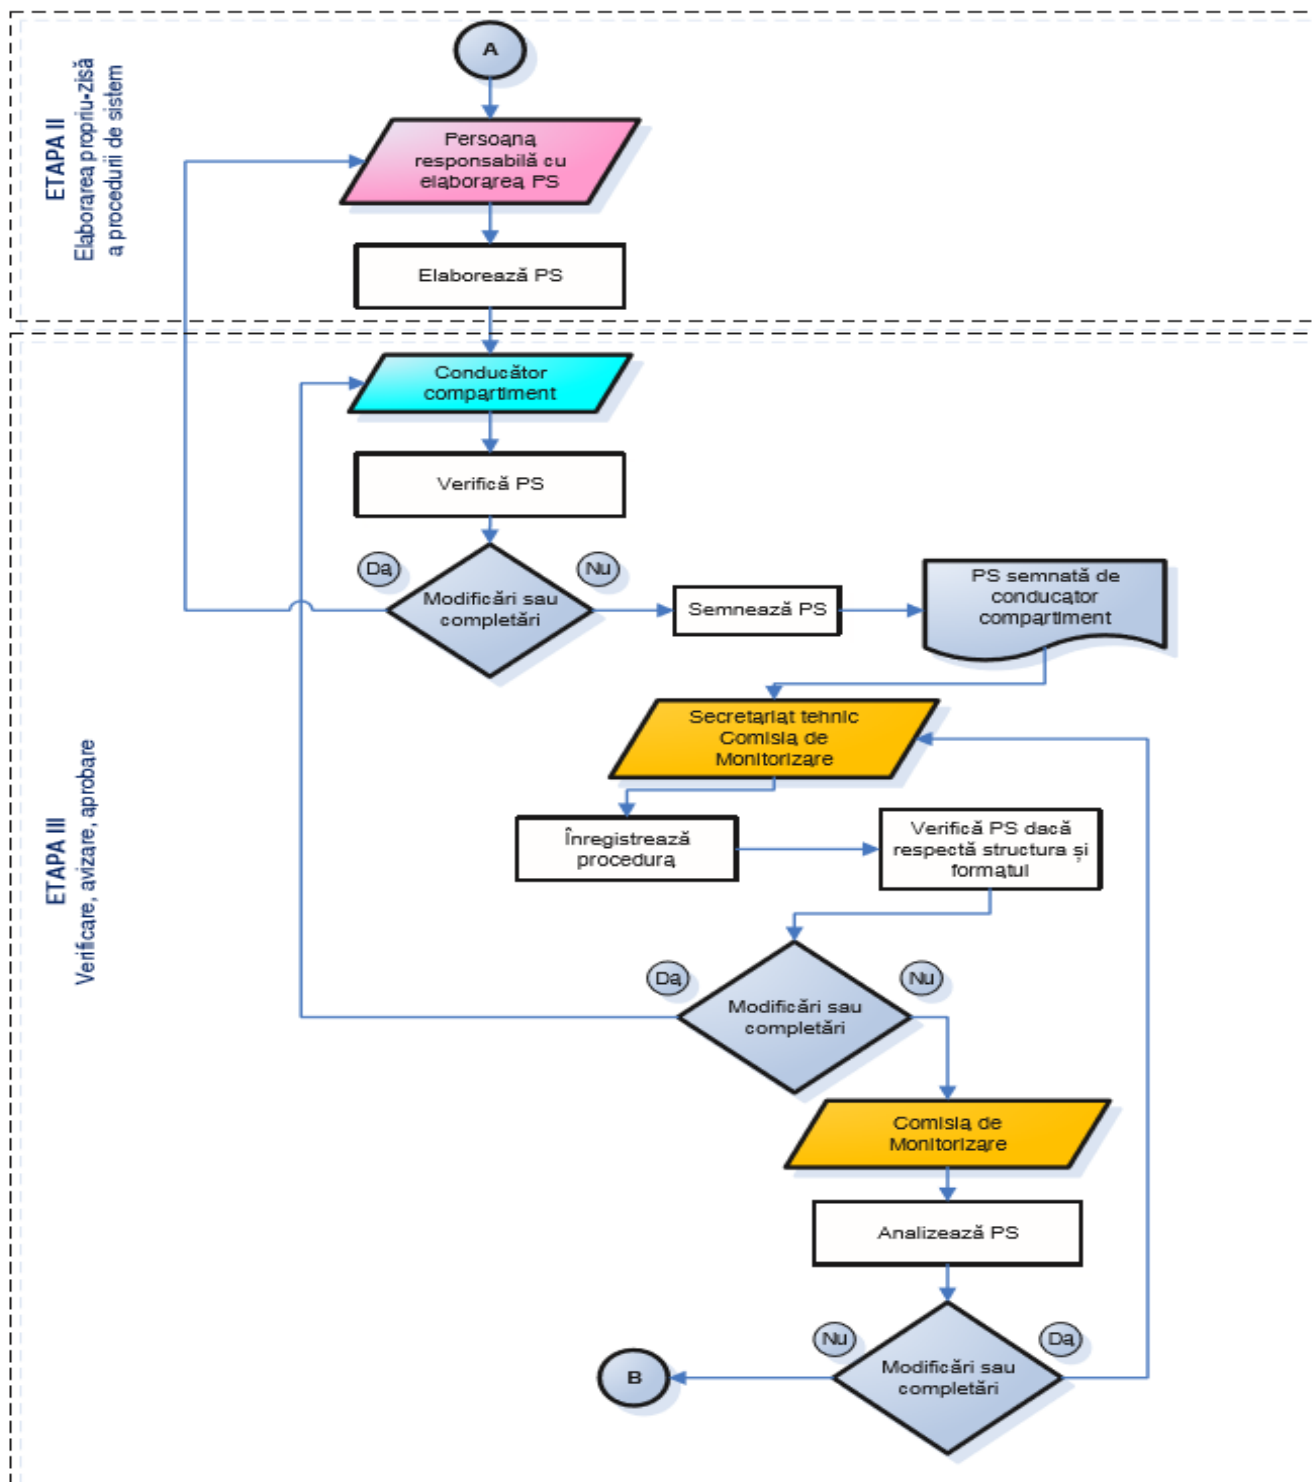 A
ETAPA II
Elaborarea propriu-zisă
a procedurii de sistem
Persoana
responsabilă cu
elaborarea PS
Elaborează PS
ETAPA III
Verificare, avizare, aprobare
Conducător
compartiment
Verifică PS
Da
Nu
Modificări sau
completări
Semnează PS
PS semnată de
conducator
compartiment
Secretariat tehnic
Comisia de
Monitorizare
Înregistrează
procedura
Verifică PS dacă
respectă structura și
formatul
Da
Nu
Modificări sau
completări
Comisia de
Monitorizare
Analizează PS
Nu
Da
Modificări sau
completări
B